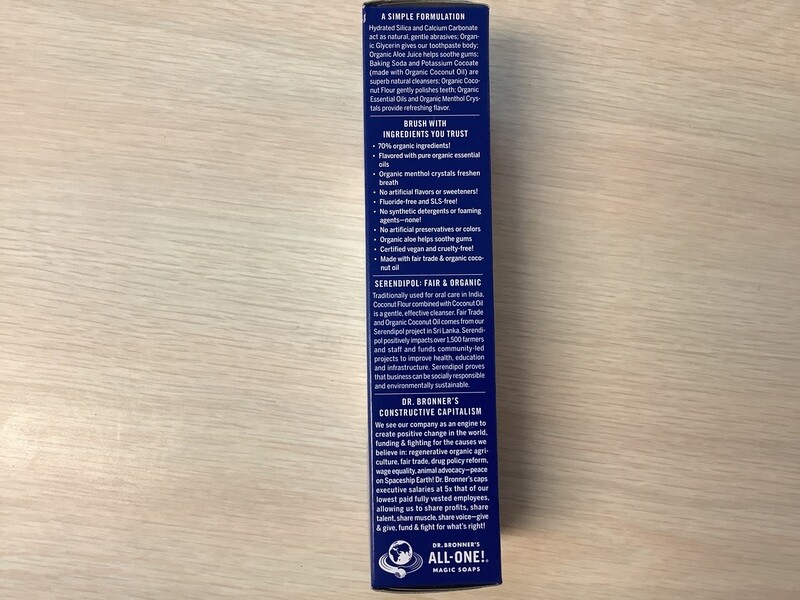 A SIMPLE FORMULATION
Hydrated Silica and Calcium Carbonate
act as natural, gentle abrasives; Organ-
ic Glycerin gives our toothpaste body;
Organic Aloe Juice helps soothe gums;
Baking Soda and Potassium Cocoate
(made with Organic Coconut Oil) are
superb natural cleansers; Organic Coco-
nut Flour gently polishes teeth; Organic
Essential Oils and Organic Menthol Crys-
tals provide refreshing flavor.
BRUSH WITH
INGREDIENTS YOU TRUST
• 70% organic ingredients!
• Flavored with pure organic essential
oils
• Organic menthol crystals freshen
breath
• No artificial flavors or sweeteners!
• Fluoride-free and SLS-free!
• No synthetic detergents or foaming
agents—none!
• No artificial preservatives or colors
• Organic aloe helps soothe gums
• Certified vegan and cruelty-free!
• Made with fair trade & organic coco-
nut oil
SERENDIPOL: FAIR & ORGANIC
Traditionally used for oral care in India,
Coconut Flour combined with Coconut Oil
is a gentle, effective cleanser. Fair Trade
and Organic Coconut Oil comes from our
Serendipol project in Sri Lanka. Serendi-
pol positively impacts over 1,500 farmers
and staff and funds community-led
projects to improve health, education
and infrastructure. Serendipol proves
that business can be socially responsible
and environmentally sustainable.
DR. BRONNER'S
CONSTRUCTIVE CAPITALISM
We see our company as an engine to
create positive change in the world,
funding & fighting for the causes we
believe in: regenerative organic agri-
culture, fair trade, drug policy reform,
wage equality, animal advocacy—peace
on Spaceship Earth! Dr. Bronner's caps
executive salaries at 5x that of our
lowest paid fully vested employees,
allowing us to share profits, share
talent, share muscle, share voice—give
& give, fund & fight for what's right!
DR. BRONNER'S
ALL-ONE!®
MAGIC SOAPS